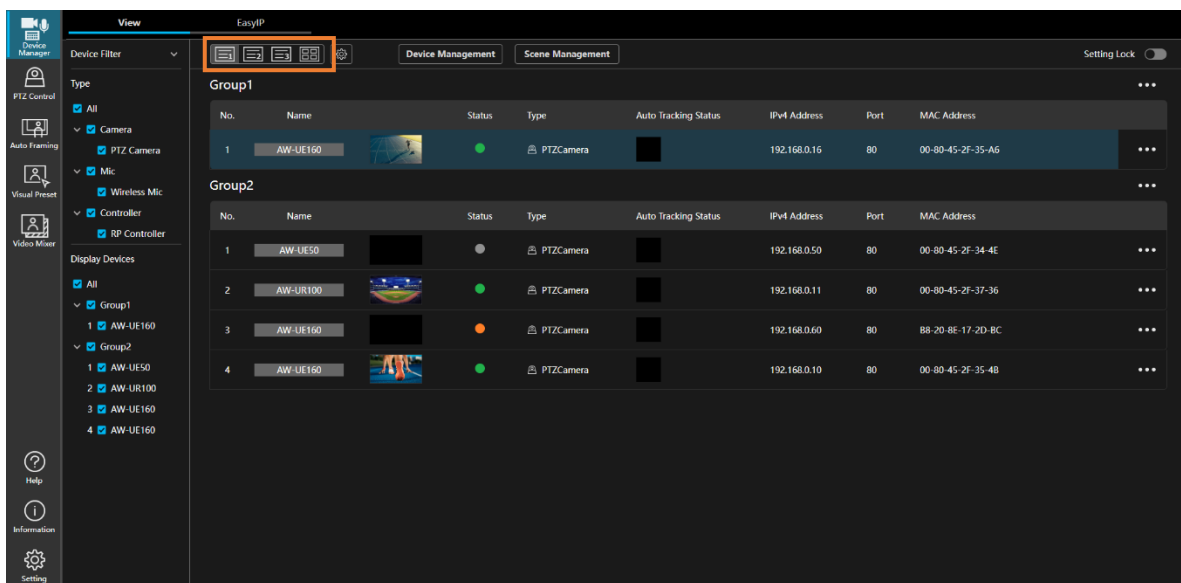 View
EasyIP
Device Manager
PTZ Control
Auto Framing
Visual Preset
Video Mixer
Help
Information
Setting
Device Filter
Type
All
Camera
PTZ Camera
Mic
Wireless Mic
Controller
RP Controller
Display Devices
All
Group1
1 AW-UE160
Group2
1 AW-UE50
2 AW-UR100
3 AW-UE160
4 AW-UE160
1 2 3
Device Management Scene Management Setting Lock
Group1
No. Name Status Type Auto Tracking Status IPv4 Address Port MAC Address
1 AW-UE160 PTZCamera 192.168.0.16 80 00-80-45-2F-35-A6
Group2
No. Name Status Type Auto Tracking Status IPv4 Address Port MAC Address
1 AW-UE50 PTZCamera 192.168.0.50 80 00-80-45-2F-34-4E
2 AW-UR100 PTZCamera 192.168.0.11 80 00-80-45-2F-37-36
3 AW-UE160 PTZCamera 192.168.0.60 80 B8-20-8E-17-2D-BC
4 AW-UE160 PTZCamera 192.168.0.10 80 00-80-45-2F-35-4B